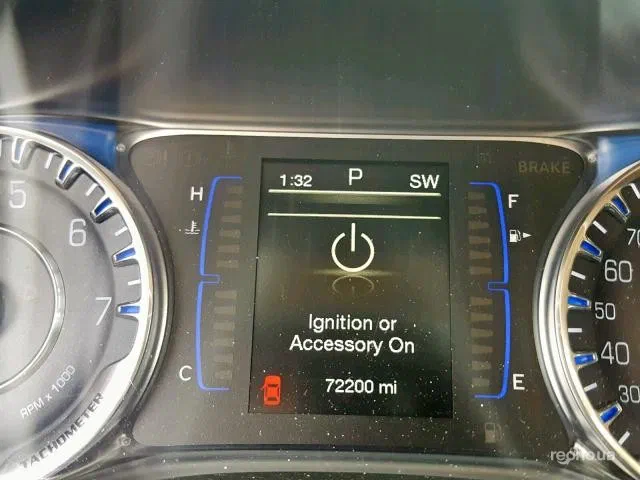 1:32 P SW
BRAKE
H F
5
6
7
Ignition or
Accessory On
C E
72200 mi
RPM x 1000
TACHOMETER
70
60
50
40
30